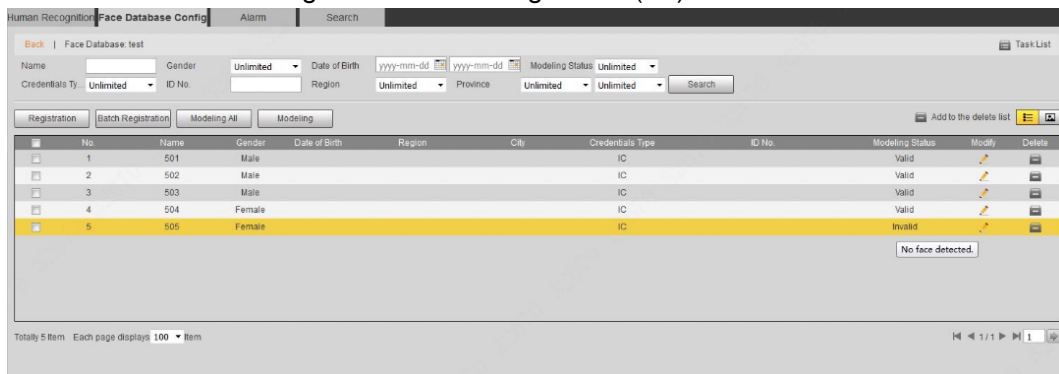 Human Recognition Face Database Config Alarm Search
Back | Face Database: test Task List
Name Gender Unlimited Date of Birth yyyy-mm-dd yyyy-mm-dd Modeling Status Unlimited
Credentials Ty... Unlimited ID No. Region Unlimited Province Unlimited Unlimited Search
Registration Batch Registration Modeling All Modeling Add to the delete list
No. Name Gender Date of Birth Region City Credentials Type ID No. Modeling Status Modify Delete
1 501 Male IC Valid
2 502 Male IC Valid
3 503 Male IC Valid
4 504 Female IC Valid
5 505 Female IC Invalid
No face detected.
Totally 5 Item Each page displays 100 Item 1/1 1